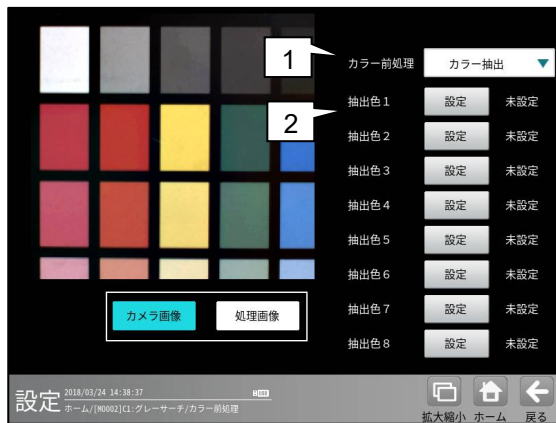 1
カラー前処理 カラー抽出
2
抽出色1 設定 未設定
抽出色2 設定 未設定
抽出色3 設定 未設定
抽出色4 設定 未設定
抽出色5 設定 未設定
抽出色6 設定 未設定
抽出色7 設定 未設定
抽出色8 設定 未設定
カメラ画像 処理画像
設定 2018/03/24 14:38:37
ホーム/[M0002]C1:グレーサーチ/カラー前処理
拡大縮小 ホーム 戻る